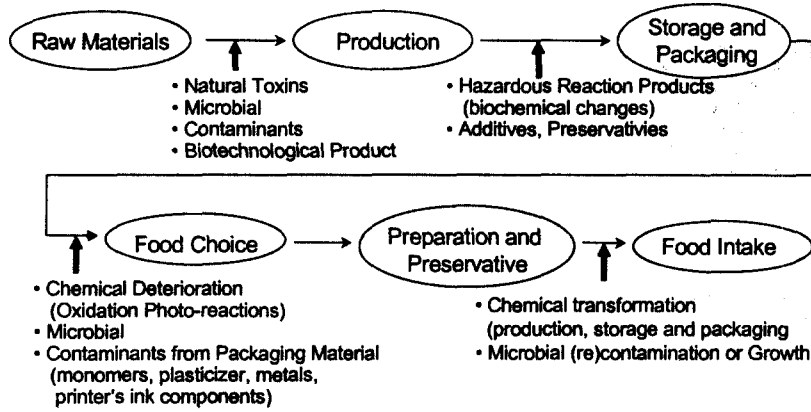 Raw Materials
Production
Storage and
Packaging
• Natural Toxins
• Microbial
• Contaminants
• Biotechnological Product
• Hazardous Reaction Products
(biochemical changes)
• Additives, Preservativies
Food Choice
Preparation and
Preservative
Food Intake
• Chemical Deterioration
(Oxidation Photo-reactions)
• Microbial
• Contaminants from Packaging Material
(monomers, plasticizer, metals,
printer's ink components)
• Chemical transformation
(production, storage and packaging
• Microbial (re)contamination or Growth